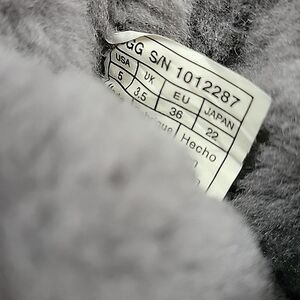 GG S/N 1012287
USA UK EU JAPAN
5 3.5 36 22
Hecho